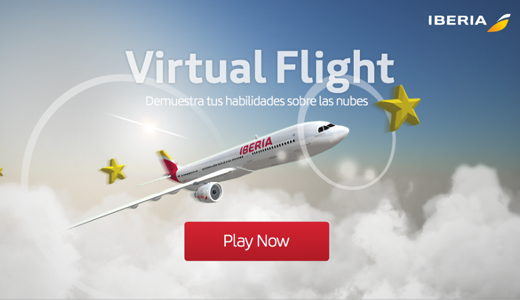 IBERIA
Virtual Flight
Demuestra tus habilidades sobre las nubes
IBERIA
Play Now